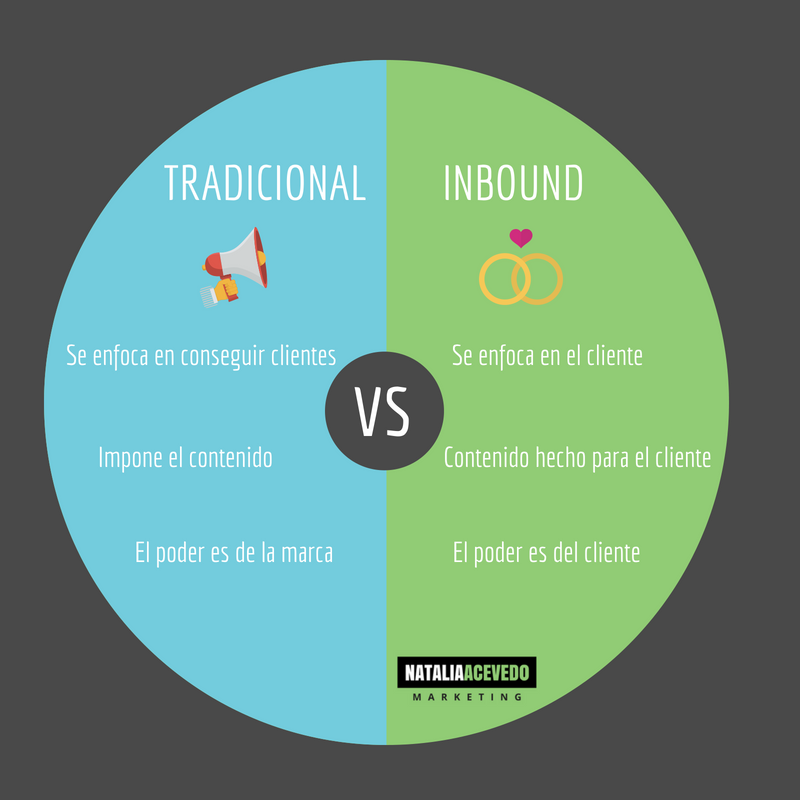 TRADICIONAL
Se enfoca en conseguir clientes
Impone el contenido
El poder es de la marca
VS
INBOUND
Se enfoca en el cliente
Contenido hecho para el cliente
El poder es del cliente
NATALIAACEVEDO
MARKETING